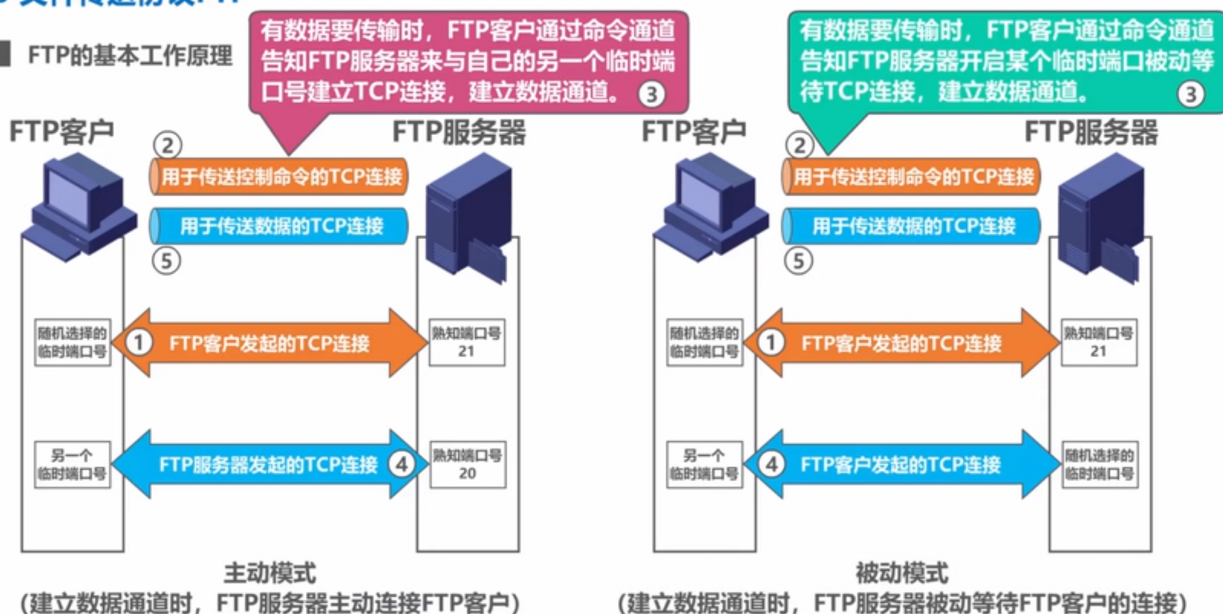 FTP的基本工作原理
有数据要传输时，FTP客户通过命令通道
告知FTP服务器来与自己的另一个临时端
口号建立TCP连接，建立数据通道。 ③
FTP客户
FTP服务器
②
用于传送控制命令的TCP连接
用于传送数据的TCP连接
⑤
随机选择的
临时端口号
① FTP客户发起的TCP连接
熟知端口号
21
另一个
临时端口号
FTP服务器发起的TCP连接 ④
熟知端口号
20
主动模式
（建立数据通道时，FTP服务器主动连接FTP客户）
有数据要传输时，FTP客户通过命令通道
告知FTP服务器开启某个临时端口被动等
待TCP连接，建立数据通道。 ③
FTP客户
FTP服务器
②
用于传送控制命令的TCP连接
用于传送数据的TCP连接
⑤
随机选择的
临时端口号
① FTP客户发起的TCP连接
熟知端口号
21
另一个
临时端口号
④ FTP客户发起的TCP连接
随机选择的
临时端口号
被动模式
（建立数据通道时，FTP服务器被动等待FTP客户的连接）